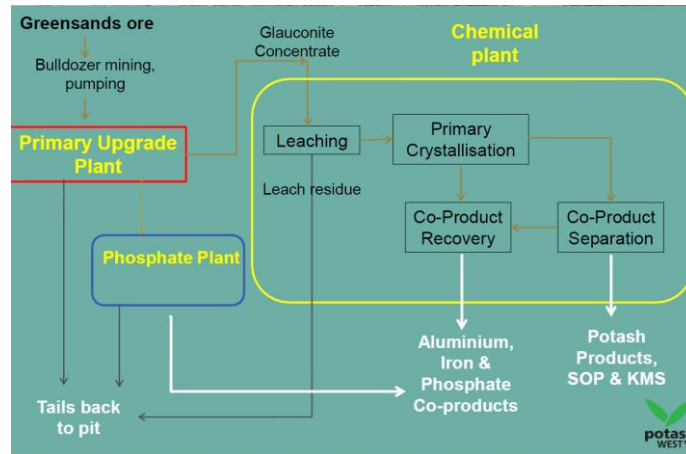 Greensands ore
Bulldozer mining,
pumping
Glauconite
Concentrate
Chemical
plant
Primary Upgrade
Plant
Leaching
Primary
Crystallisation
Leach residue
Co-Product
Recovery
Co-Product
Separation
Phosphate Plant
Aluminium,
Iron &
Phosphate
Co-products
Potash
Products,
SOP & KMS
Tails back
to pit
potas
WEST